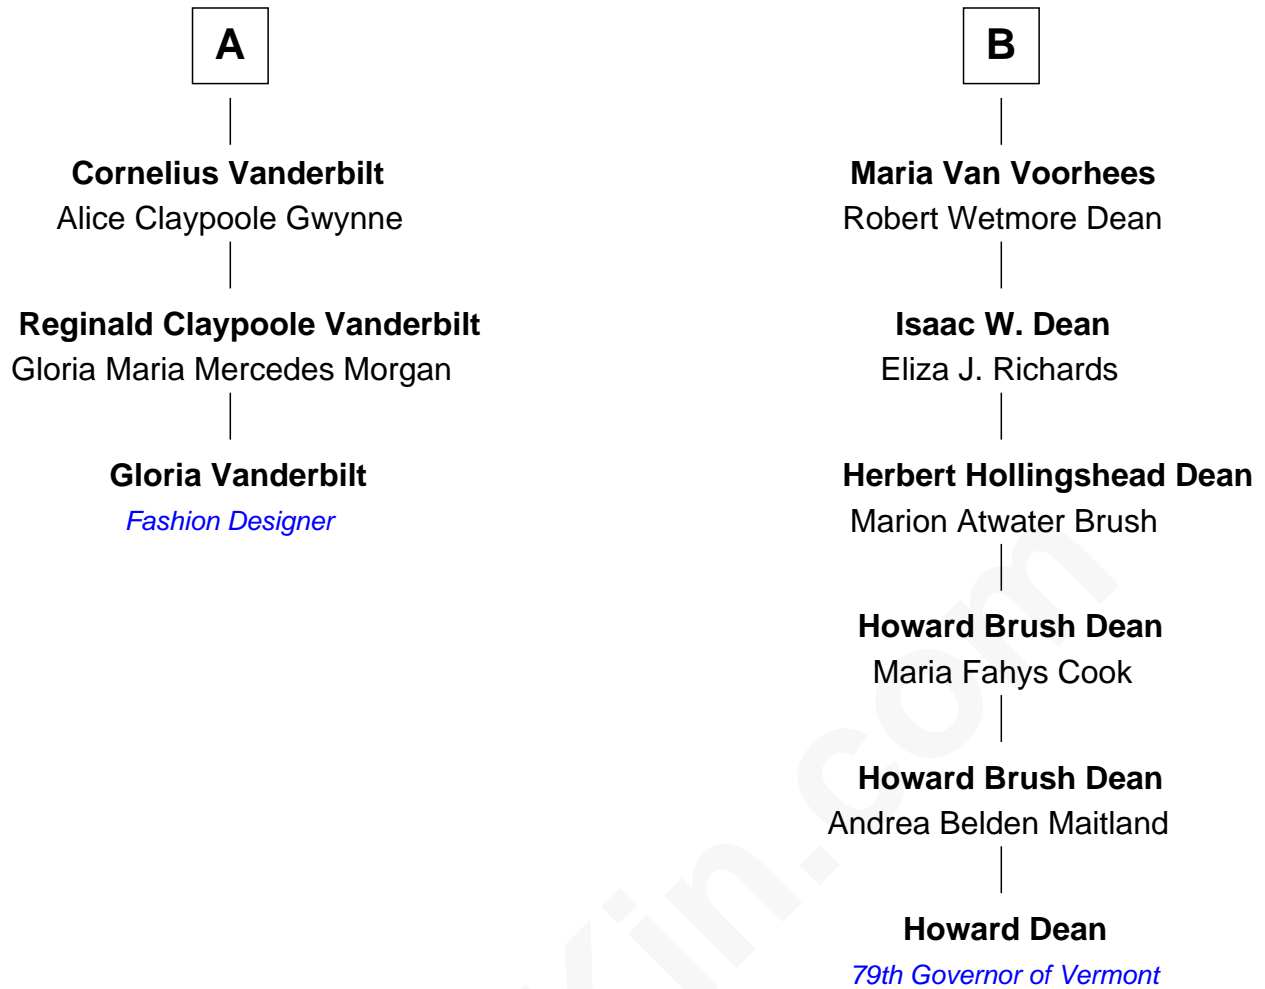 A
Cornelius Vanderbilt
Alice Claypoole Gwynne
Reginald Claypoole Vanderbilt
Gloria Maria Mercedes Morgan
Gloria Vanderbilt
Fashion Designer
B
Maria Van Voorhees
Robert Wetmore Dean
Isaac W. Dean
Eliza J. Richards
Herbert Hollingshead Dean
Marion Atwater Brush
Howard Brush Dean
Maria Fahys Cook
Howard Brush Dean
Andrea Belden Maitland
Howard Dean
79th Governor of Vermont
Kin.com